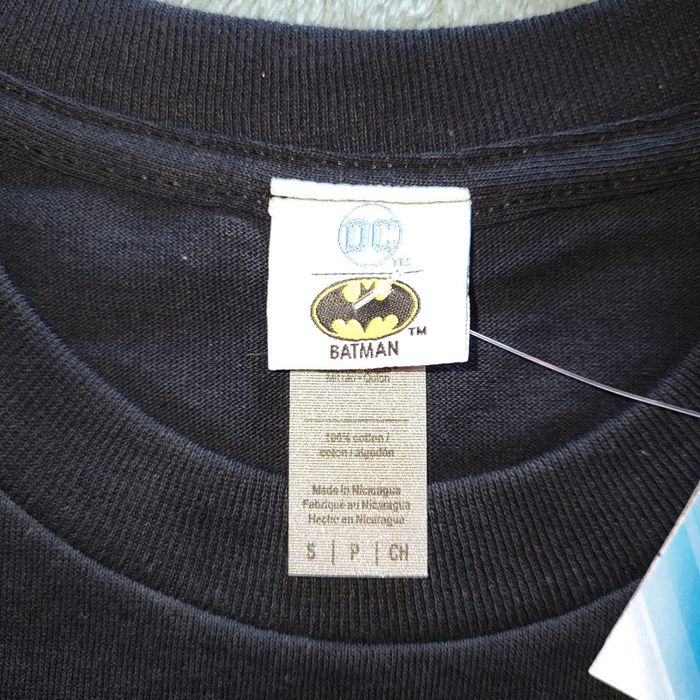 DC
TM
TM
BATMAN
100% cotton /
coton / algodón
Made in Nicaragua
Fabriqué au Nicaragua
Hecho en Nicaragua
S | P | CH